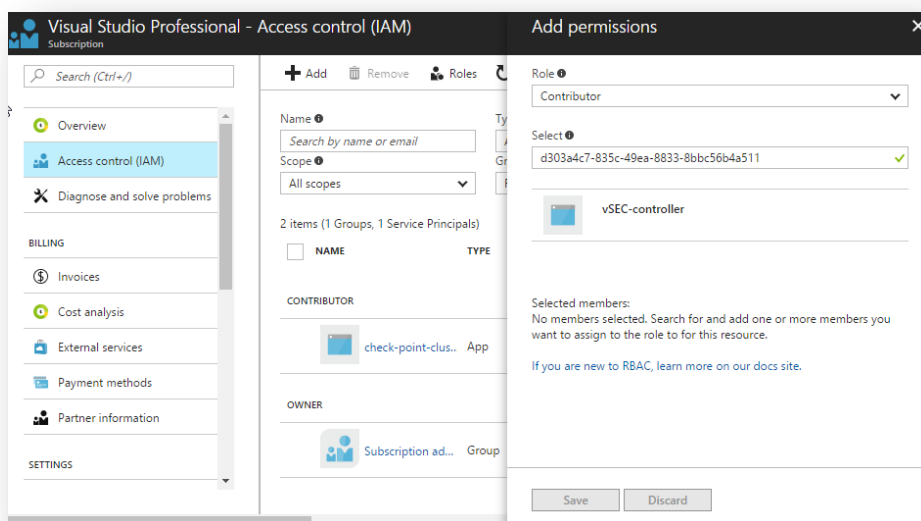 Visual Studio Professional - Access control (IAM)
Subscription
Search (Ctrl+/)
Overview
Access control (IAM)
Diagnose and solve problems
BILLING
Invoices
Cost analysis
External services
Payment methods
Partner information
SETTINGS
Add Remove Roles
Name
Ty
Search by name or email
Scope
Gr
All scopes
2 items (1 Groups, 1 Service Principals)
NAME TYPE
CONTRIBUTOR
check-point-clus.. App
OWNER
Subscription ad... Group
Add permissions
Role
Contributor
Select
d303a4c7-835c-49ea-8833-8bbc56b4a511
vSEC-controller
Selected members:
No members selected. Search for and add one or more members you
want to assign to the role to for this resource.
If you are new to RBAC, learn more on our docs site.
Save Discard